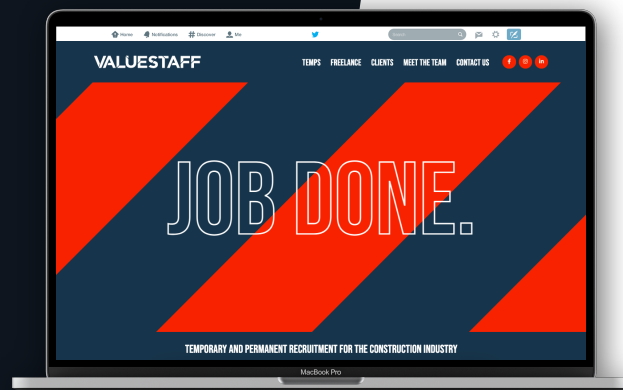 Home Notifications Discover Me Search
VALUESTAFF TEMPS FREELANCE CLIENTS MEET THE TEAM CONTACT US f in
JOB DONE.
TEMPORARY AND PERMANENT RECRUITMENT FOR THE CONSTRUCTION INDUSTRY
MacBook Pro